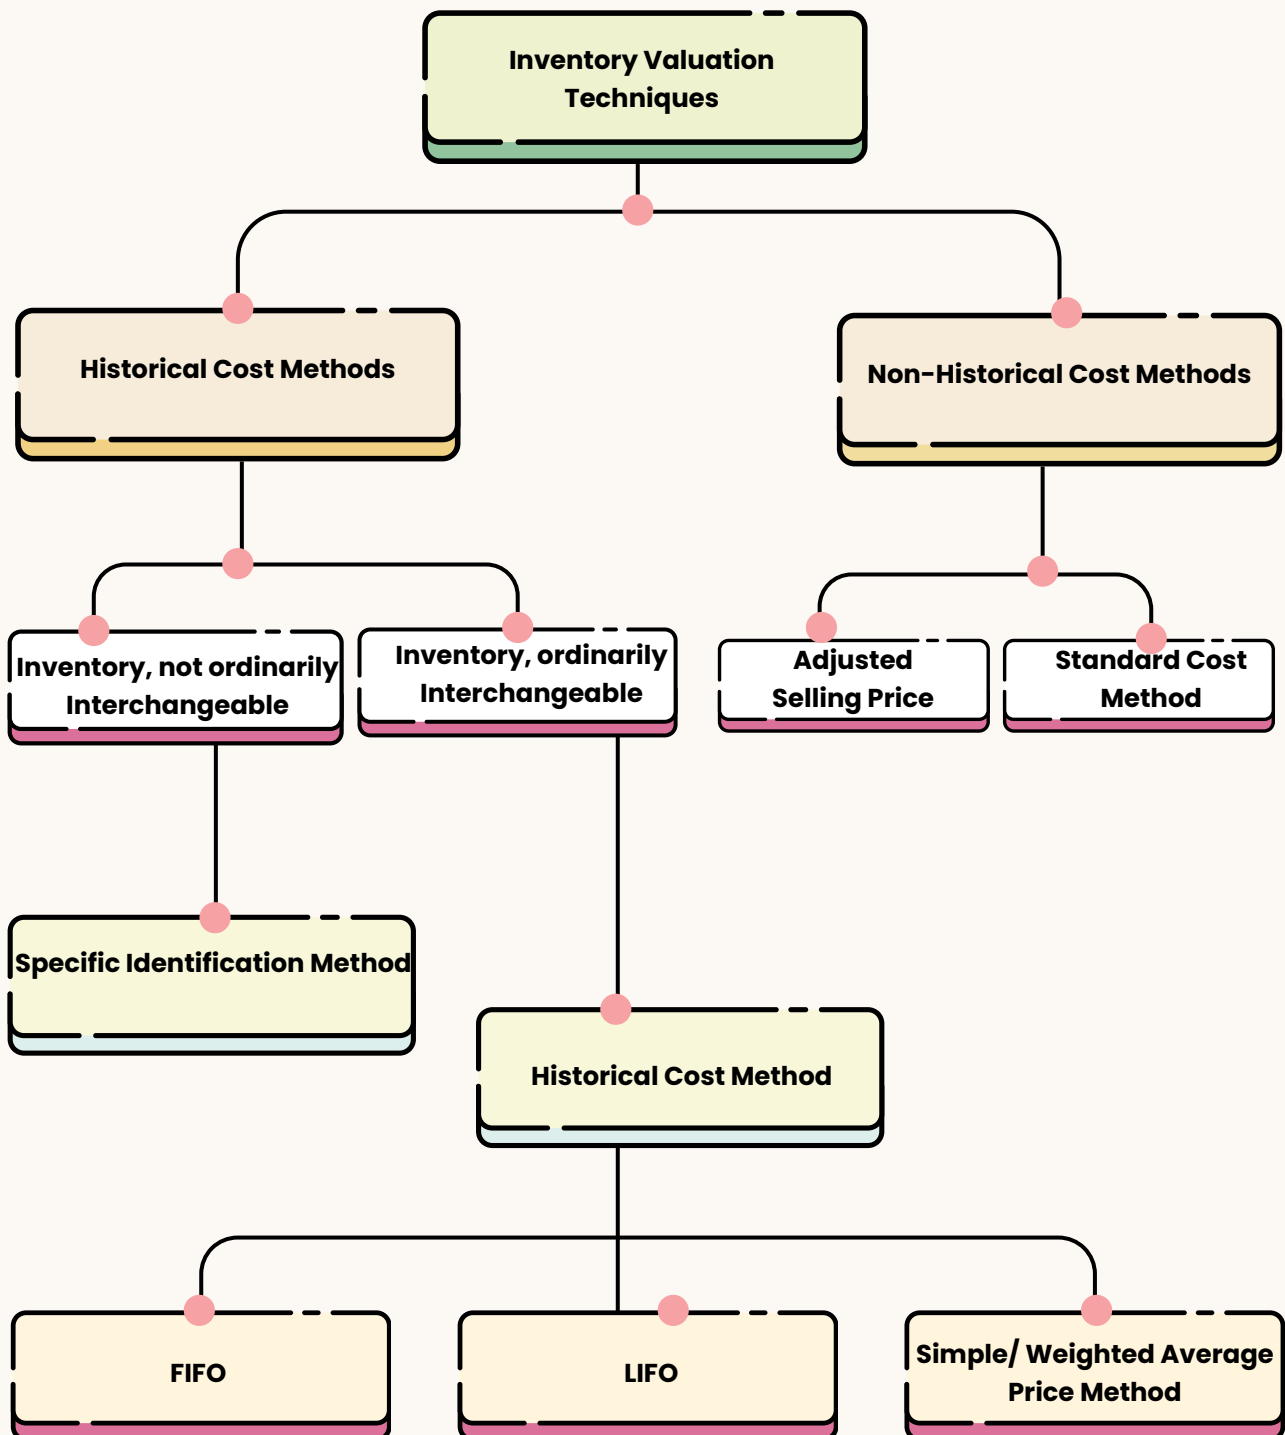 Inventory Valuation
Techniques
Historical Cost Methods
Non-Historical Cost Methods
Inventory, not ordinarily
Interchangeable
Inventory, ordinarily
Interchangeable
Adjusted
Selling Price
Standard Cost
Method
Specific Identification Method
Historical Cost Method
FIFO
LIFO
Simple/ Weighted Average
Price Method